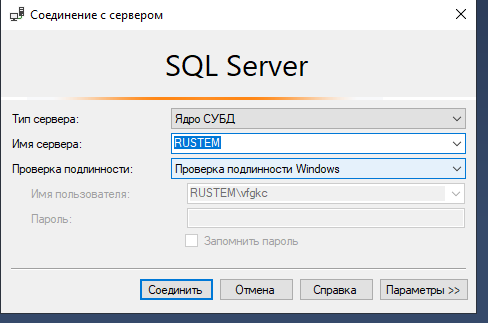 Соединение с сервером
SQL Server
Тип сервера: Ядро СУБД
Имя сервера: RUSTEM
Проверка подлинности: Проверка подлинности Windows
Имя пользователя: RUSTEM\vfgkc
Пароль:
Запомнить пароль
Соединить Отмена Справка Параметры >>